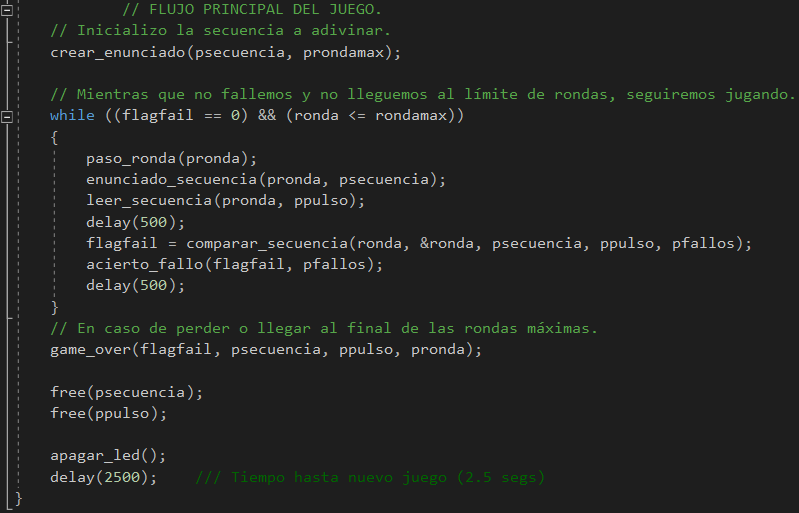 // FLUJO PRINCIPAL DEL JUEGO.
// Inicializo la secuencia a adivinar.
crear_enunciado(psecuencia, prondamax);
// Mientras que no fallemos y no lleguemos al límite de rondas, seguiremos jugando.
while ((flagfail == 0) && (ronda <= rondamax))
{
paso_ronda(pronda);
enunciado_secuencia(pronda, psecuencia);
leer_secuencia(pronda, ppulso);
delay(500);
flagfail = comparar_secuencia(ronda, &ronda, psecuencia, ppulso, pfallos);
acierto_fallo(flagfail, pfallos);
delay(500);
}
// En caso de perder o llegar al final de las rondas máximas.
game_over(flagfail, psecuencia, ppulso, pronda);
free(psecuencia);
free(ppulso);
apagar_led();
delay(2500);    /// Tiempo hasta nuevo juego (2.5 segs)
}